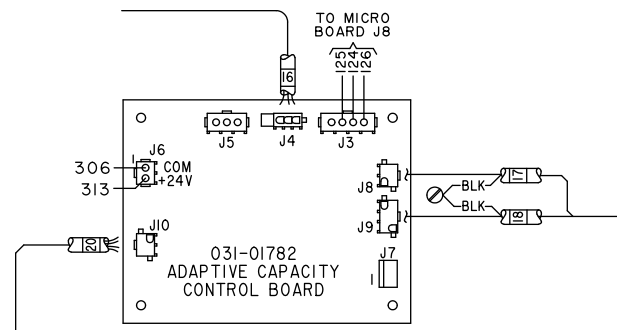 TO MICRO
BOARD J8
125
124
126
16
J5
J4
J3
J6
1
306
COM
313
+24V
J8
BLK
17
BLK
18
J9
J10
20
J7
1
031-01782
ADAPTIVE CAPACITY
CONTROL BOARD